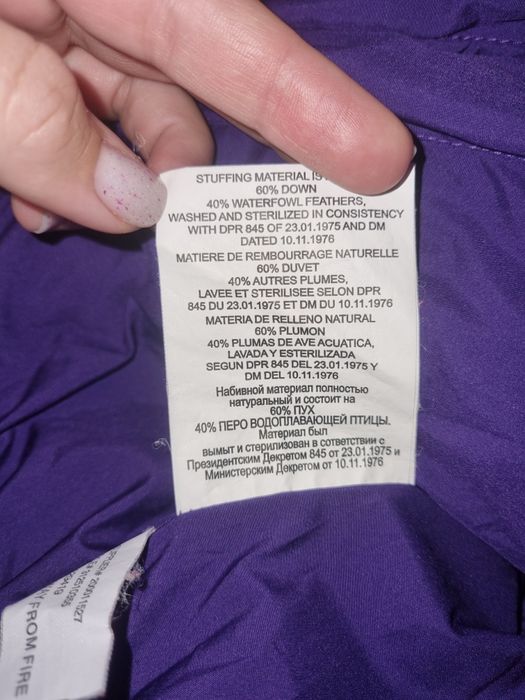 STUFFING MATERIAL IS
60% DOWN
40% WATERFOWL FEATHERS,
WASHED AND STERILIZED IN CONSISTENCY
WITH DPR 845 OF 23.01.1975 AND DM
DATED 10.11.1976
MATIERE DE REMBOURRAGE NATURELLE
60% DUVET
40% AUTRES PLUMES,
LAVEE ET STERILISEE SELON DPR
845 DU 23.01.1975 ET DM DU 10.11.1976
MATERIA DE RELLENO NATURAL
60% PLUMON
40% PLUMAS DE AVE ACUATICA,
LAVADA Y ESTERILIZADA
SEGUN DPR 845 DEL 23.01.1975 Y
DM DEL 10.11.1976
Набивной материал полностью
натуральный и состоит на
60% ПУХ
40% ПЕРО ВОДОПЛАВАЮЩЕЙ ПТИЦЫ.
Материал был
вымыт и стерилизован в соответствии с
Президентским Декретом 845 от 23.01.1975 и
Министерским Декретом от 10.11.1976
FROM FIRE